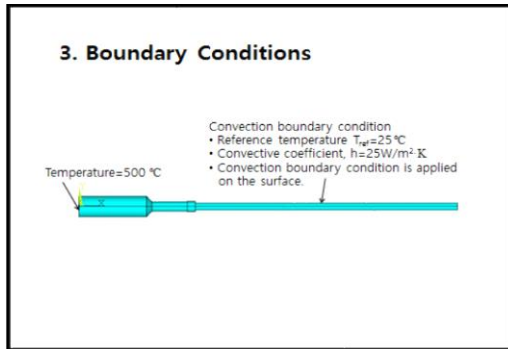 3. Boundary Conditions
Convection boundary condition
• Reference temperature Tref=25℃
• Convective coefficient, h=25W/m²·K
• Convection boundary condition is applied
on the surface.
Temperature=500 ℃
X